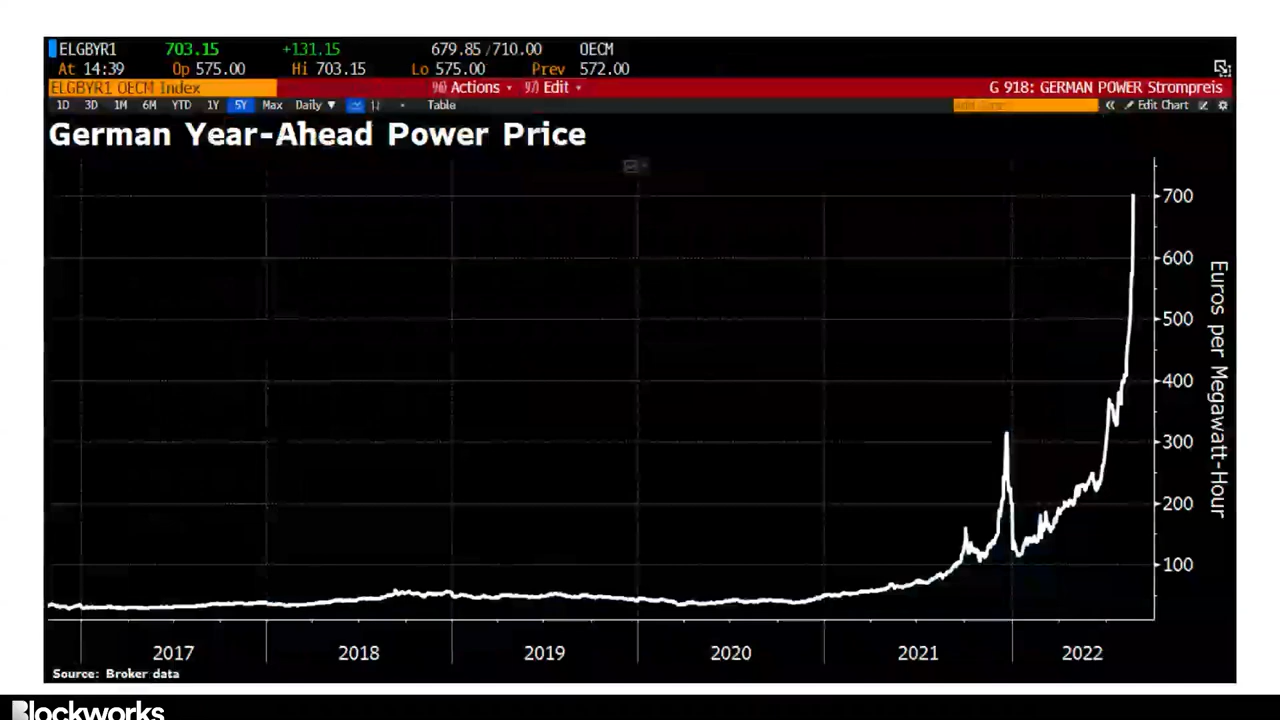 ELGBYR1 703.15 +131.15 679.85/710.00 OECM
At 14:39 Op 575.00 Hi 703.15 Lo 575.00 Prev 572.00
ELGBYR1 OECM Index 96) Actions 97) Edit G 918: GERMAN POWER Strompreis
1D 3D 1M 6M YTD 1Y 5Y Max Daily ▼ Table « Edit Chart
German Year-Ahead Power Price
700
600
500
400
300
200
100
Euros per Megawatt-Hour
2017 2018 2019 2020 2021 2022
Source: Broker data
Blockworks